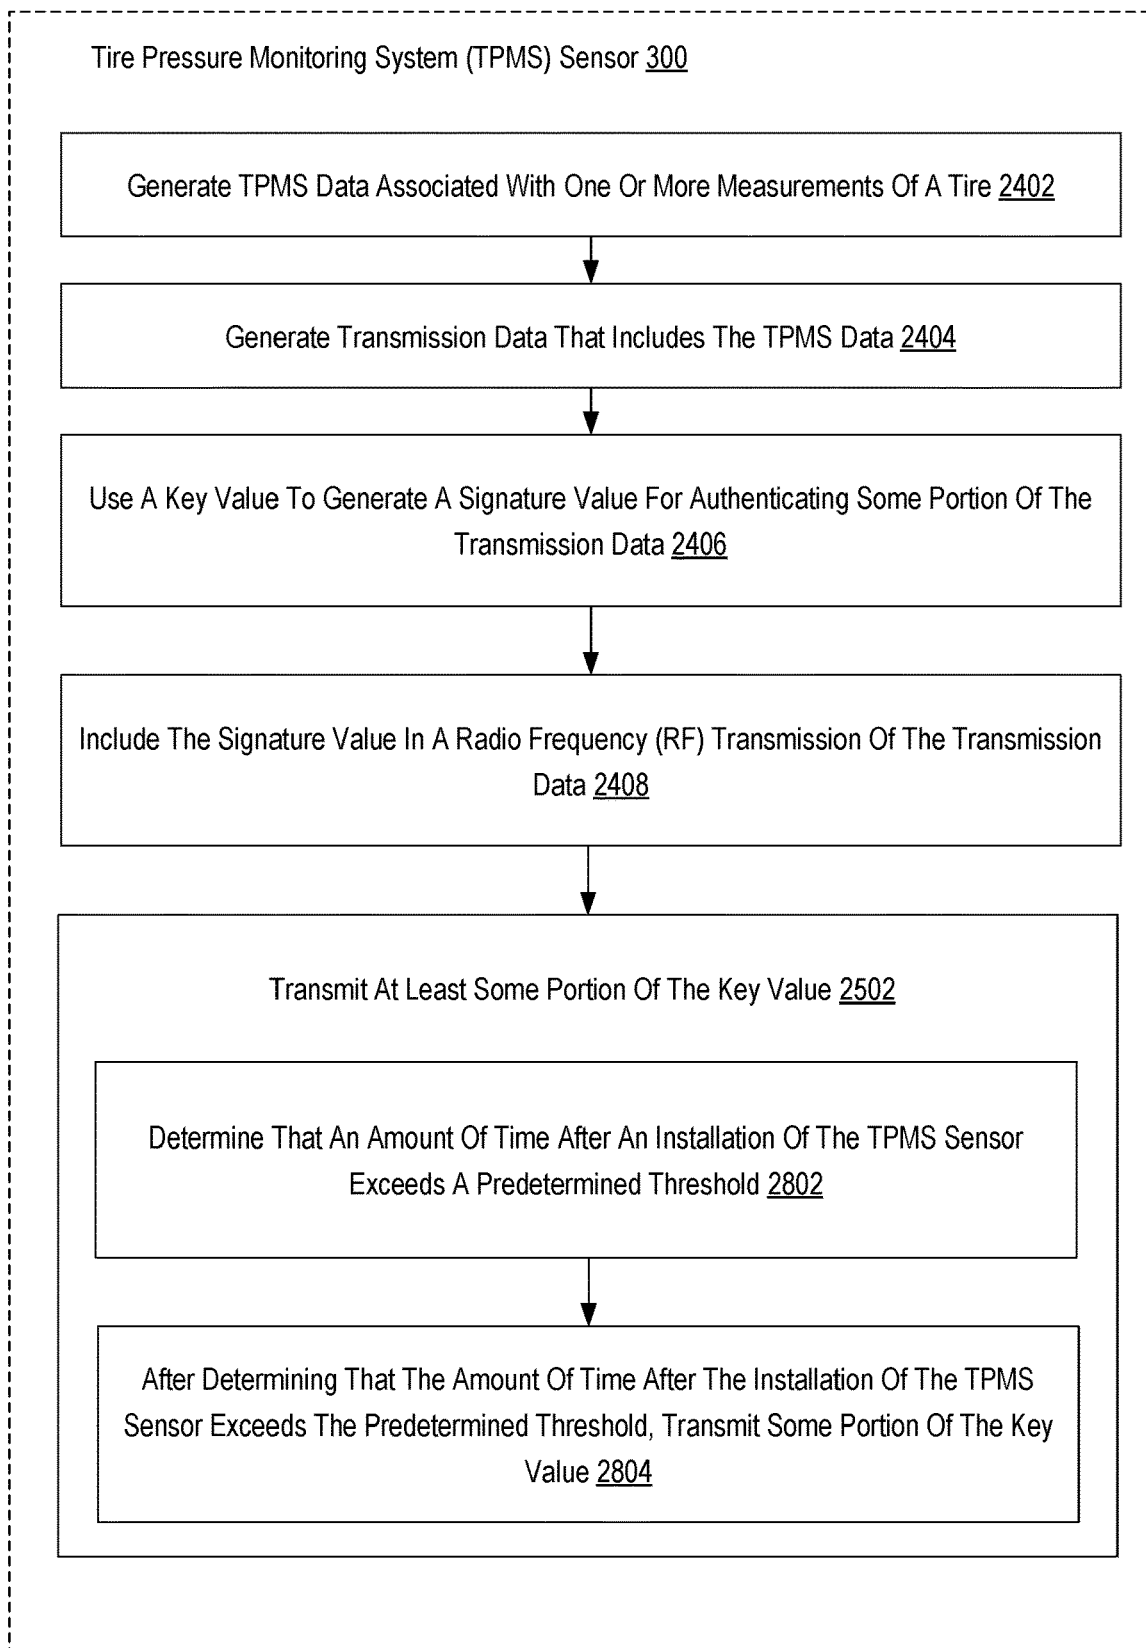 Tire Pressure Monitoring System (TPMS) Sensor 300
Generate TPMS Data Associated With One Or More Measurements Of A Tire 2402
Generate Transmission Data That Includes The TPMS Data 2404
Use A Key Value To Generate A Signature Value For Authenticating Some Portion Of The
Transmission Data 2406
Include The Signature Value In A Radio Frequency (RF) Transmission Of The Transmission
Data 2408
Transmit At Least Some Portion Of The Key Value 2502
Determine That An Amount Of Time After An Installation Of The TPMS Sensor
Exceeds A Predetermined Threshold 2802
After Determining That The Amount Of Time After The Installation Of The TPMS
Sensor Exceeds The Predetermined Threshold, Transmit Some Portion Of The Key
Value 2804